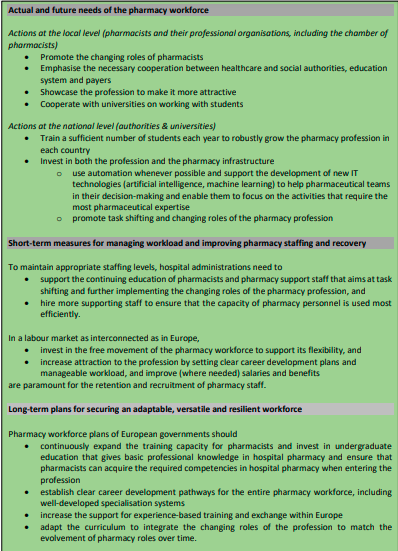 Actual and future needs of the pharmacy workforce
Actions at the local level (pharmacists and their professional organisations, including the chamber of
pharmacists)
• Promote the changing roles of pharmacists
• Emphasise the necessary cooperation between healthcare and social authorities, education
system and payers
• Showcase the profession to make it more attractive
• Cooperate with universities on working with students
Actions at the national level (authorities & universities)
• Train a sufficient number of students each year to robustly grow the pharmacy profession in
each country
• Invest in both the profession and the pharmacy infrastructure
o use automation whenever possible and support the development of new IT
technologies (artificial intelligence, machine learning) to help pharmaceutical teams
in their decision-making and enable them to focus on the activities that require the
most pharmaceutical expertise
o promote task shifting and changing roles of the pharmacy profession
Short-term measures for managing workload and improving pharmacy staffing and recovery
To maintain appropriate staffing levels, hospital administrations need to
• support the continuing education of pharmacists and pharmacy support staff that aims at task
shifting and further implementing the changing roles of the pharmacy profession, and
• hire more supporting staff to ensure that the capacity of pharmacy personnel is used most
efficiently.
In a labour market as interconnected as in Europe,
• invest in the free movement of the pharmacy workforce to support its flexibility, and
• increase attraction to the profession by setting clear career development plans and
manageable workload, and improve (where needed) salaries and benefits
are paramount for the retention and recruitment of pharmacy staff.
Long-term plans for securing an adaptable, versatile and resilient workforce
Pharmacy workforce plans of European governments should
• continuously expand the training capacity for pharmacists and invest in undergraduate
education that gives basic professional knowledge in hospital pharmacy and ensure that
pharmacists can acquire the required competencies in hospital pharmacy when entering the
profession
• establish clear career development pathways for the entire pharmacy workforce, including
well-developed specialisation systems
• increase the support for experience-based training and exchange within Europe
• adapt the curriculum to integrate the changing roles of the profession to match the
evolvement of pharmacy roles over time.